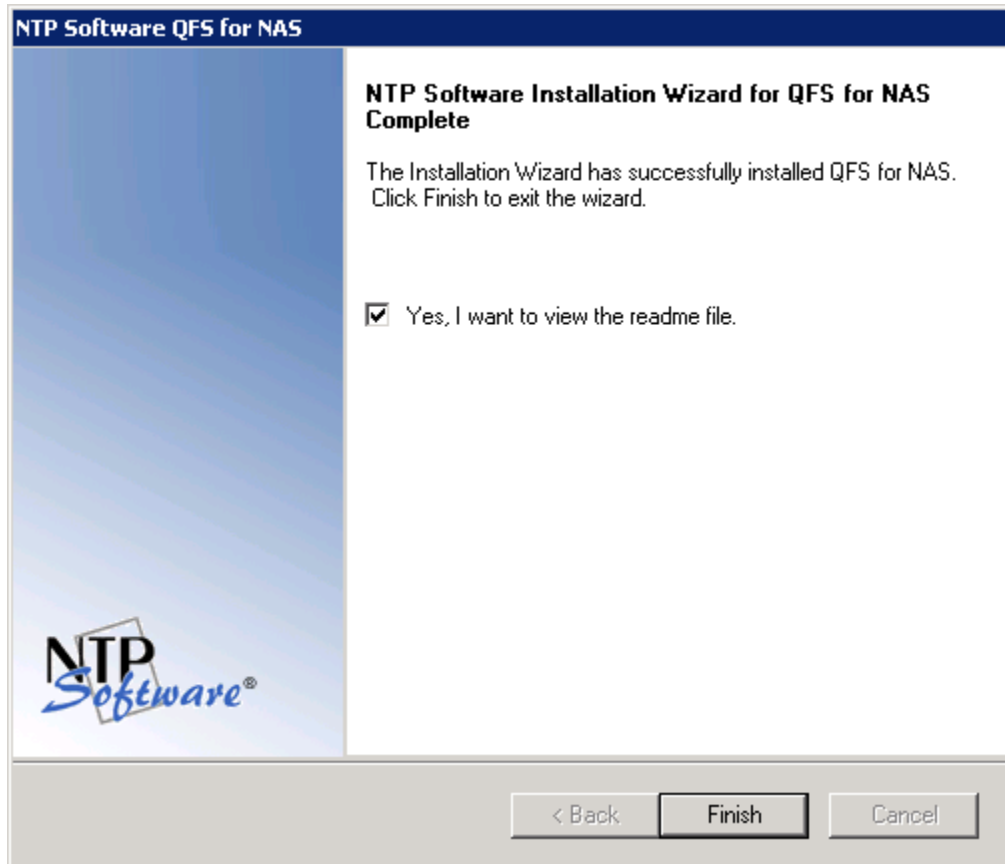 NTP Software QFS for NAS
NTP Software Installation Wizard for QFS for NAS
Complete
The Installation Wizard has successfully installed QFS for NAS.
Click Finish to exit the wizard.
Yes, I want to view the readme file.
NTP
Software®
< Back
Finish
Cancel